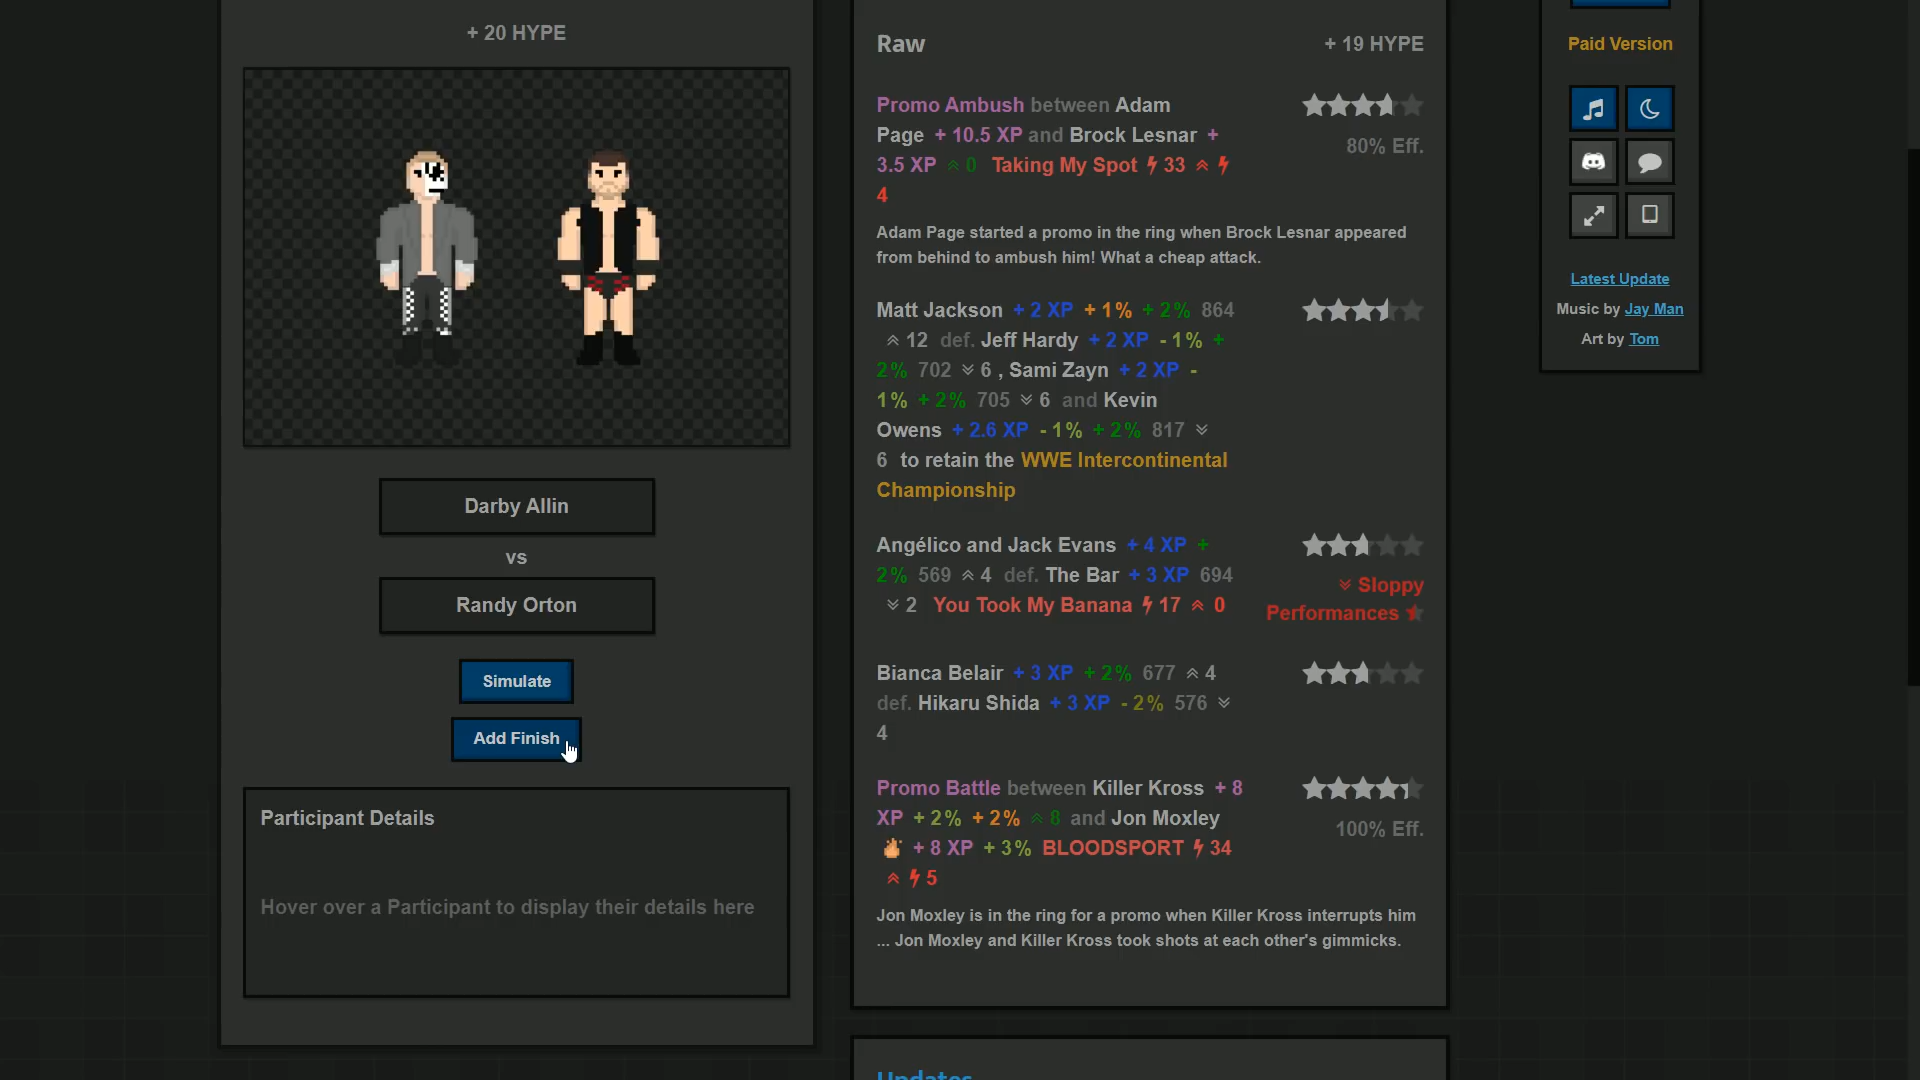 + 20 HYPE
Darby Allin
vs
Randy Orton
Simulate
Add Finish
Participant Details
Hover over a Participant to display their details here
Raw
+ 19 HYPE
Promo Ambush between Adam
Page + 10.5 XP and Brock Lesnar +
3.5 XP 0 Taking My Spot 33
4
80% Eff.
Adam Page started a promo in the ring when Brock Lesnar appeared
from behind to ambush him! What a cheap attack.
Matt Jackson + 2 XP + 1% + 2% 864
12 def. Jeff Hardy + 2 XP - 1% +
2% 702 6 , Sami Zayn + 2 XP -
1% + 2% 705 6 and Kevin
Owens + 2.6 XP - 1% + 2% 817
6 to retain the WWE Intercontinental
Championship
Angélico and Jack Evans + 4 XP +
2% 569 4 def. The Bar + 3 XP 694
2 You Took My Banana 17 0
Sloppy
Performances
Bianca Belair + 3 XP + 2% 677 4
def. Hikaru Shida + 3 XP - 2% 576
4
Promo Battle between Killer Kross + 8
XP + 2% + 2% 8 and Jon Moxley
+ 8 XP + 3% BLOODSPORT 34
5
100% Eff.
Jon Moxley is in the ring for a promo when Killer Kross interrupts him
... Jon Moxley and Killer Kross took shots at each other's gimmicks.
Updates
Paid Version
Latest Update
Music by Jay Man
Art by Tom